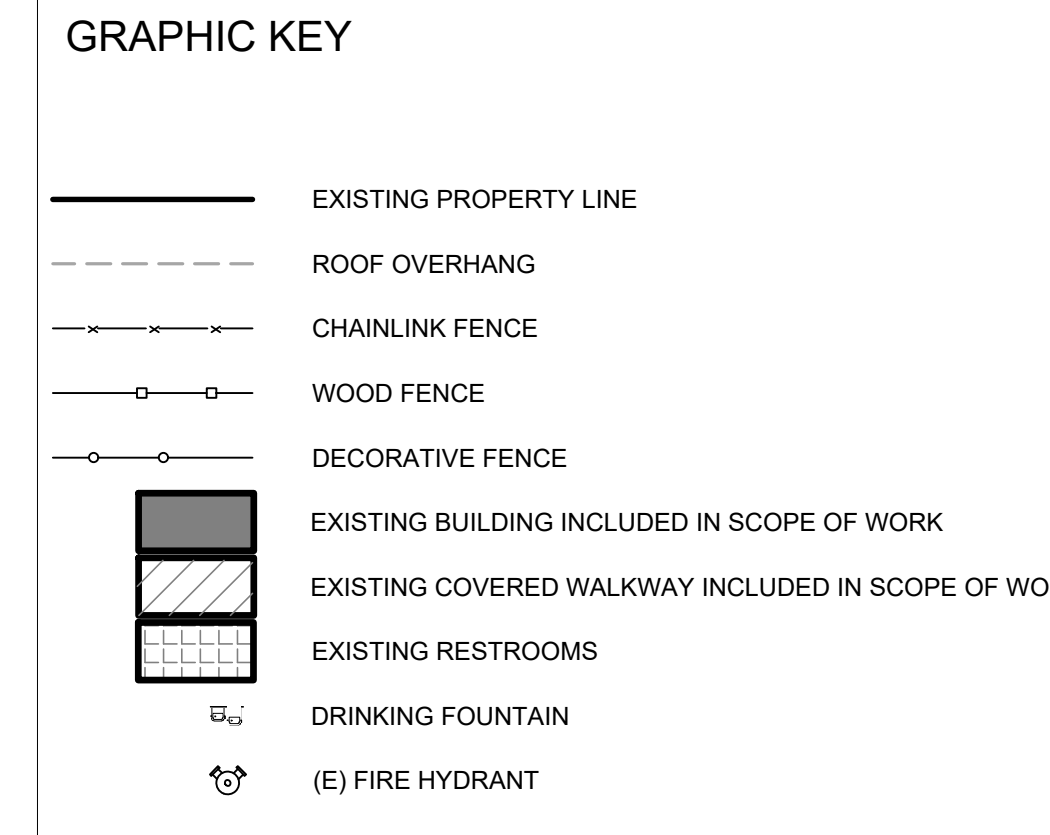 GRAPHIC KEY
EXISTING PROPERTY LINE
ROOF OVERHANG
CHAINLINK FENCE
WOOD FENCE
DECORATIVE FENCE
EXISTING BUILDING INCLUDED IN SCOPE OF WORK
EXISTING COVERED WALKWAY INCLUDED IN SCOPE OF WO
EXISTING RESTROOMS
DRINKING FOUNTAIN
(E) FIRE HYDRANT